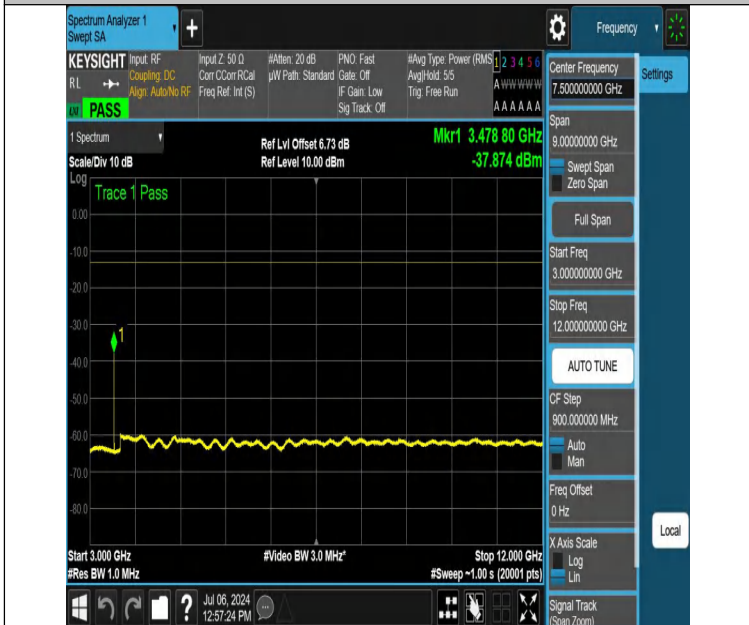 Spectrum Analyzer 1
Swept SA
Frequency
KEYSIGHT
RL
PASS
Input: RF
Coupling: DC
Align: Auto/No RF
Input Z: 50 Ω
Corr CCorr RCal
Freq Ref: Int (S)
#Atten: 20 dB
µW Path: Standard
PNO: Fast
Gate: Off
IF Gain: Low
Sig Track: Off
#Avg Type: Power (RMS
Avg|Hold: 5/5
Trig: Free Run
1 2 3 4 5 6
A W W W W W
A A A A A A
1 Spectrum
Scale/Div 10 dB
Ref Lvl Offset 6.73 dB
Ref Level 10.00 dBm
Mkr1 3.478 80 GHz
-37.874 dBm
Log
Trace 1 Pass
0.00
-10.0
-20.0
-30.0
-40.0
-50.0
-60.0
-70.0
-80.0
1
Start 3.000 GHz
#Res BW 1.0 MHz
#Video BW 3.0 MHz*
Stop 12.000 GHz
#Sweep ~1.00 s (20001 pts)
Jul 06, 2024
12:57:24 PM
?
Center Frequency
7.500000000 GHz
Settings
Span
9.00000000 GHz
Swept Span
Zero Span
Full Span
Start Freq
3.000000000 GHz
Stop Freq
12.000000000 GHz
AUTO TUNE
CF Step
900.000000 MHz
Auto
Man
Freq Offset
0 Hz
X Axis Scale
Log
Lin
Local
Signal Track
(Span Zoom)